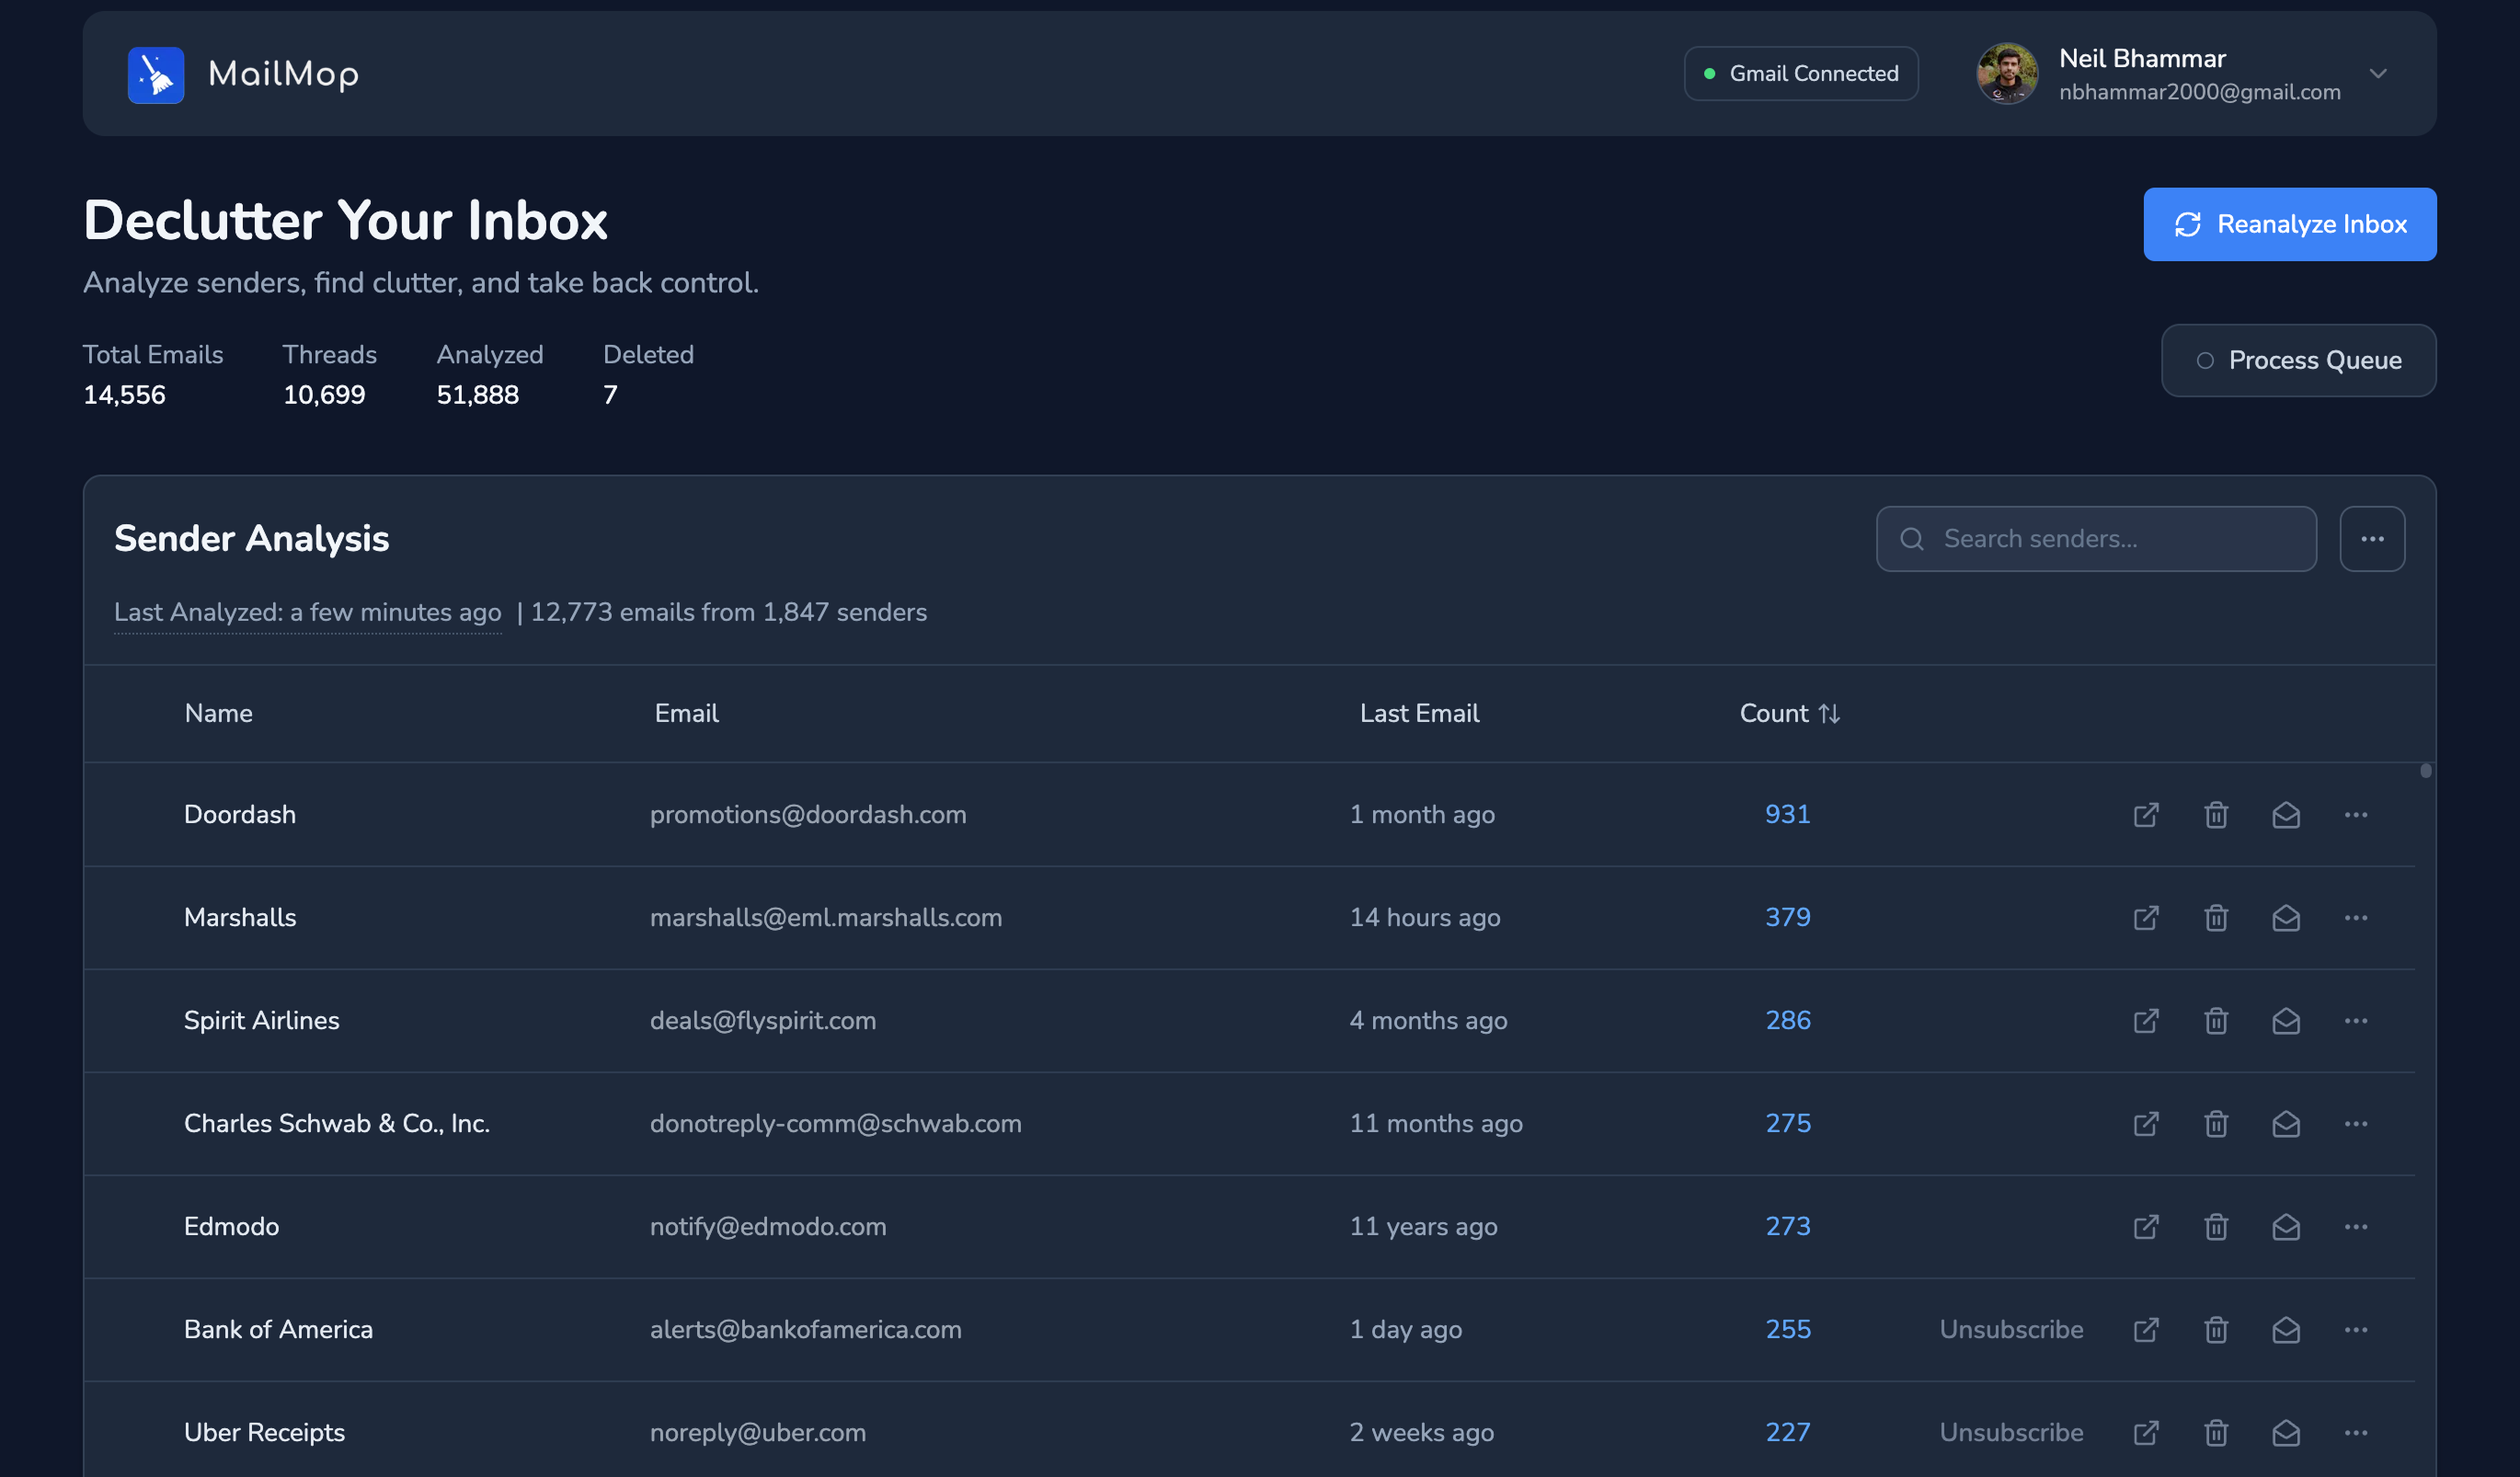 MailMop
Gmail Connected
Neil Bhammar
nbhammar2000@gmail.com
Declutter Your Inbox
Reanalyze Inbox
Analyze senders, find clutter, and take back control.
Total Emails Threads Analyzed Deleted
14,556 10,699 51,888 7
Process Queue
Sender Analysis
Search senders...
Last Analyzed: a few minutes ago | 12,773 emails from 1,847 senders
Name Email Last Email Count
Doordash promotions@doordash.com 1 month ago 931
Marshalls marshalls@eml.marshalls.com 14 hours ago 379
Spirit Airlines deals@flyspirit.com 4 months ago 286
Charles Schwab & Co., Inc. donotreply-comm@schwab.com 11 months ago 275
Edmodo notify@edmodo.com 11 years ago 273
Bank of America alerts@bankofamerica.com 1 day ago 255 Unsubscribe
Uber Receipts noreply@uber.com 2 weeks ago 227 Unsubscribe